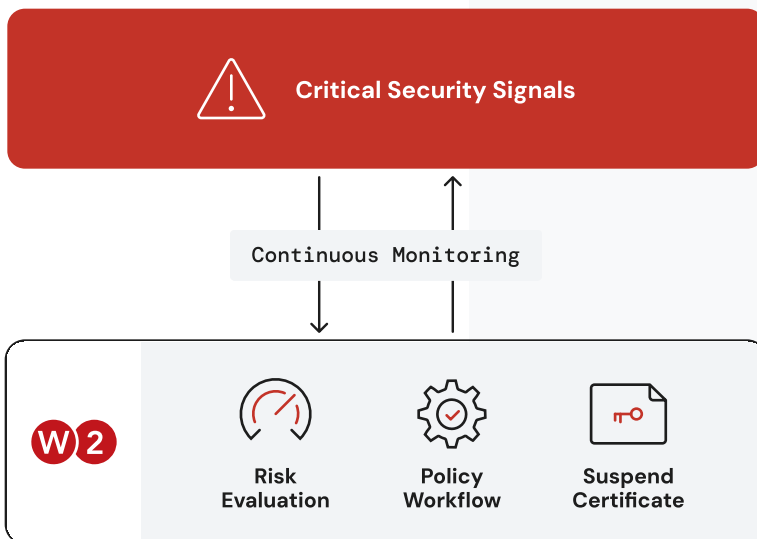 Critical Security Signals
Continuous Monitoring
W2
Risk
Evaluation
Policy
Workflow
Suspend
Certificate